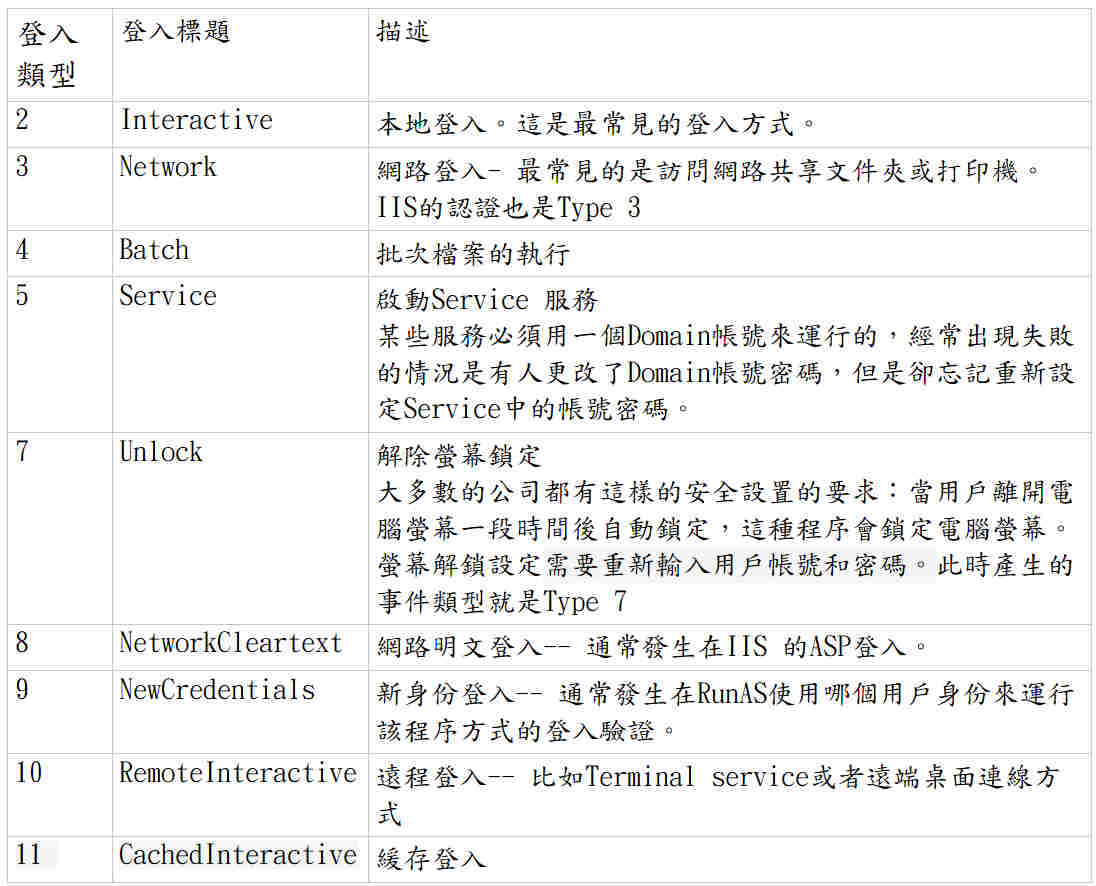 登入 登入標題 描述
類型
2 Interactive 本地登入。這是最常見的登入方式。
3 Network 網路登入- 最常見的是訪問網路共享文件夾或打印機。
IIS的認證也是Type 3
4 Batch 批次檔案的執行
5 Service 啟動Service 服務
某些服務必須用一個Domain帳號來運行的，經常出現失敗
的情況是有人更改了Domain帳號密碼，但是卻忘記重新設
定Service中的帳號密碼。
7 Unlock 解除螢幕鎖定
大多數的公司都有這樣的安全設置的要求：當用戶離開電
腦螢幕一段時間後自動鎖定，這種程序會鎖定電腦螢幕。
螢幕解鎖設定需要重新輸入用戶帳號和密碼。此時產生的
事件類型就是Type 7
8 NetworkCleartext 網路明文登入-- 通常發生在IIS 的ASP登入。
9 NewCredentials 新身份登入-- 通常發生在RunAS使用哪個用戶身份來運行
該程序方式的登入驗證。
10 RemoteInteractive 遠程登入-- 比如Terminal service或者遠端桌面連線方
式
11 CachedInteractive 緩存登入